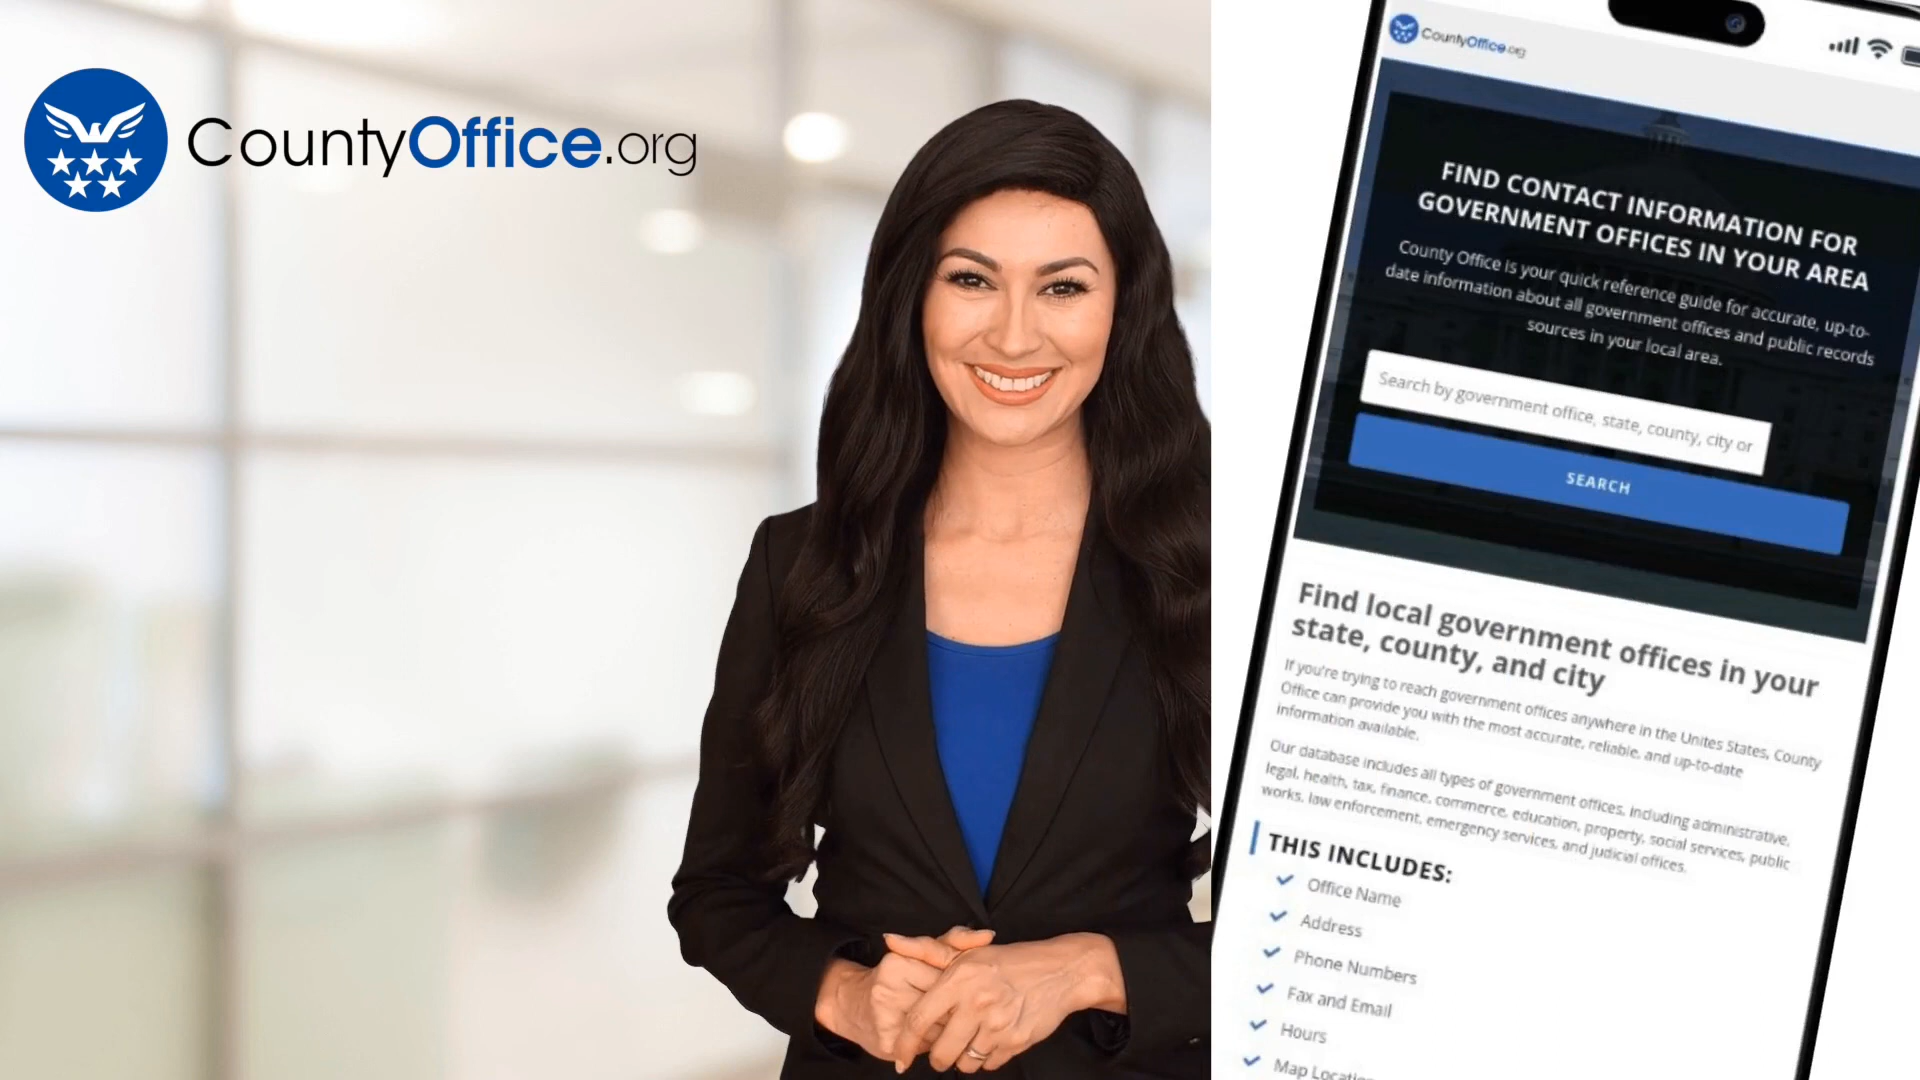 CountyOffice.org
CountyOffice.org
FIND CONTACT INFORMATION FOR
GOVERNMENT OFFICES IN YOUR AREA
County Office is your quick reference guide for accurate, up-to-
date information about all government offices and public records
sources in your local area.
Search by government office, state, county, city or
SEARCH
Find local government offices in your
state, county, and city
If you're trying to reach government offices anywhere in the Unites States, County
Office can provide you with the most accurate, reliable, and up-to-date
information available.
Our database includes all types of government offices, including administrative,
legal, health, tax, finance, commerce, education, property, social services, public
works, law enforcement, emergency services, and judicial offices.
THIS INCLUDES:
Office Name
Address
Phone Numbers
Fax and Email
Hours
Map Locatio